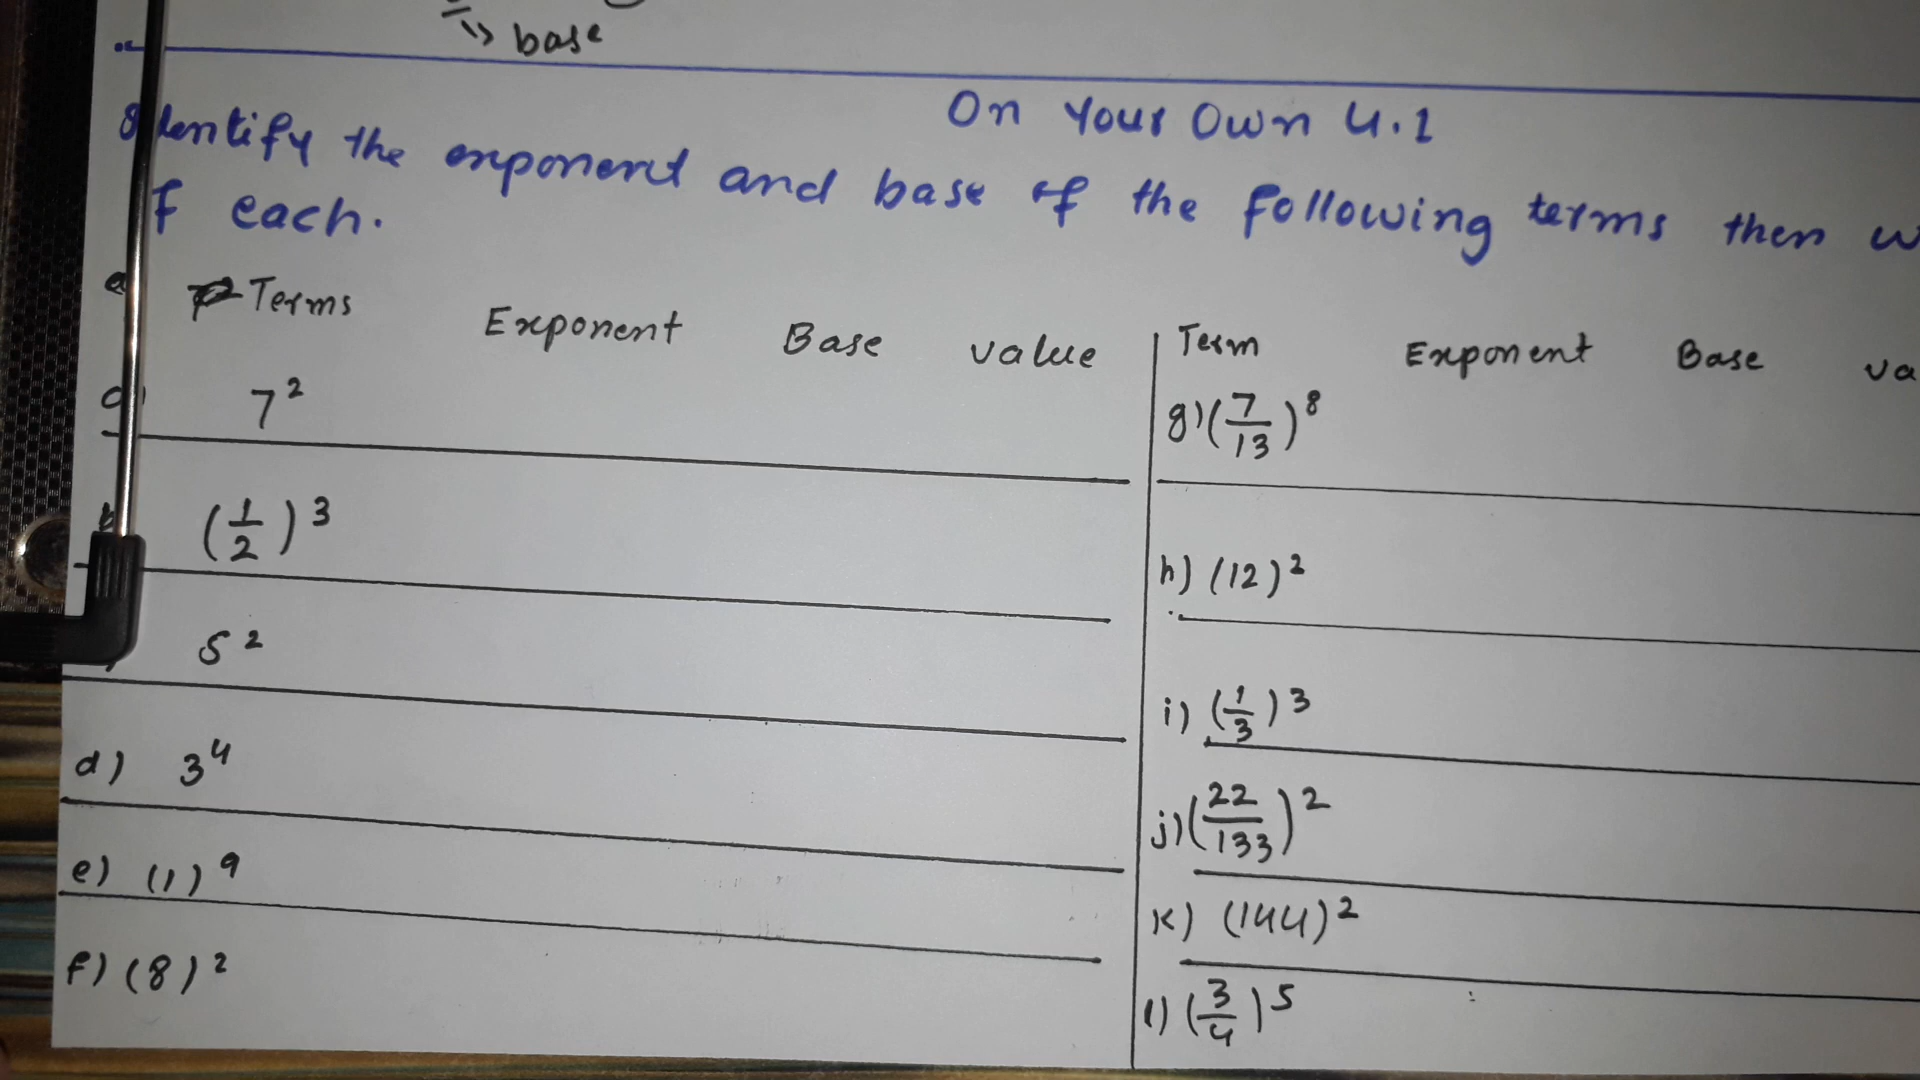 base
On Your Own 4.1
Identify the exponent and base of the following terms then w
f each.
Terms Exponent Base value
a) 7²
b (1/2)³
) 5²
d) 3⁴
e) (1)⁹
f) (8)²
Term Exponent Base va
g) (7/13)⁸
h) (12)²
i) (1/3)³
j) (22/133)²
k) (144)²
l) (3/4)⁵